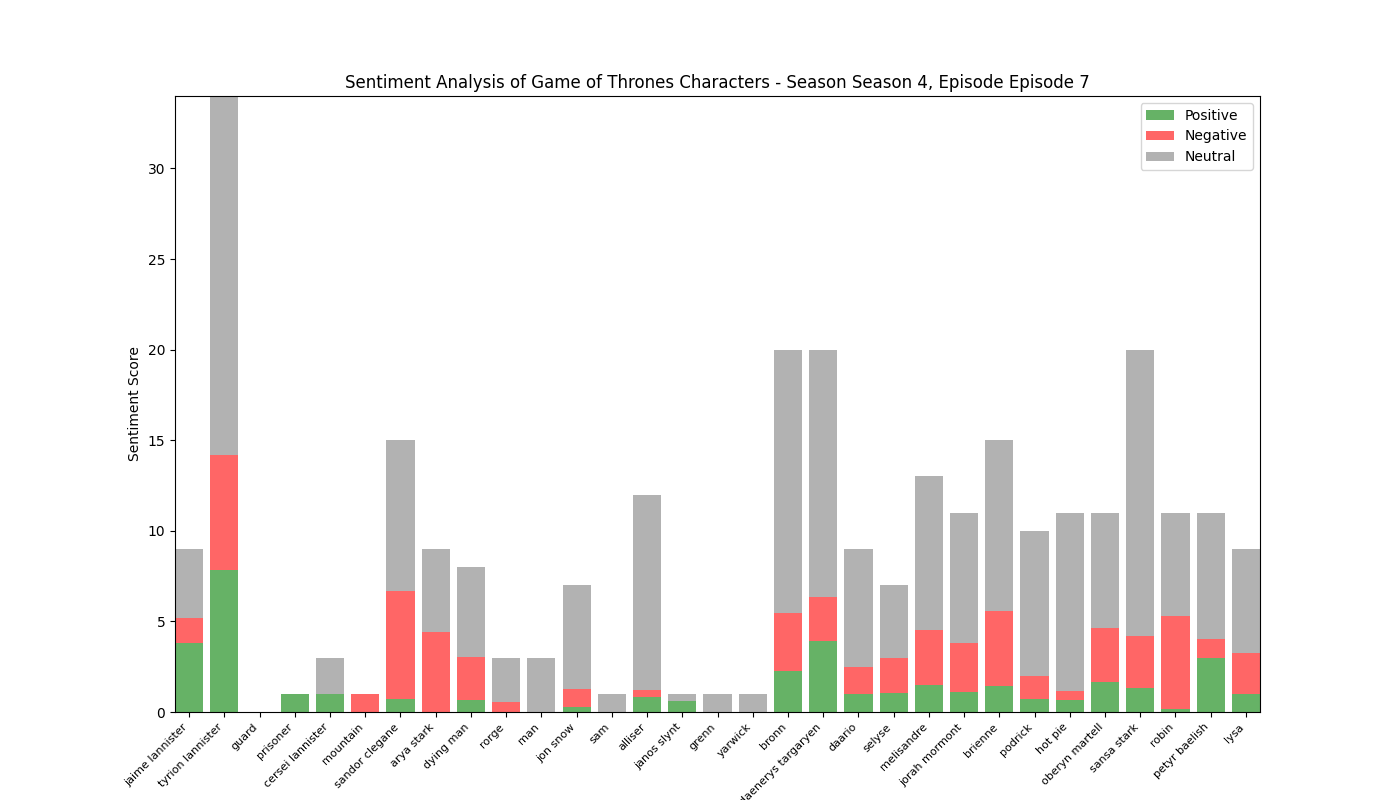 Sentiment Analysis of Game of Thrones Characters - Season Season 4, Episode Episode 7
Positive
Negative
Neutral
Sentiment Score
30
25
20
15
10
5
0
jaime lannister
tyrion lannister
guard
prisoner
cersei lannister
mountain
sandor clegane
arya stark
dying man
rorge
man
jon snow
sam
alliser
janos slynt
grenn
yarwick
bronn
daenerys targaryen
daario
selyse
melisandre
jorah mormont
brienne
podrick
hot pie
oberyn martell
sansa stark
robin
petyr baelish
lysa